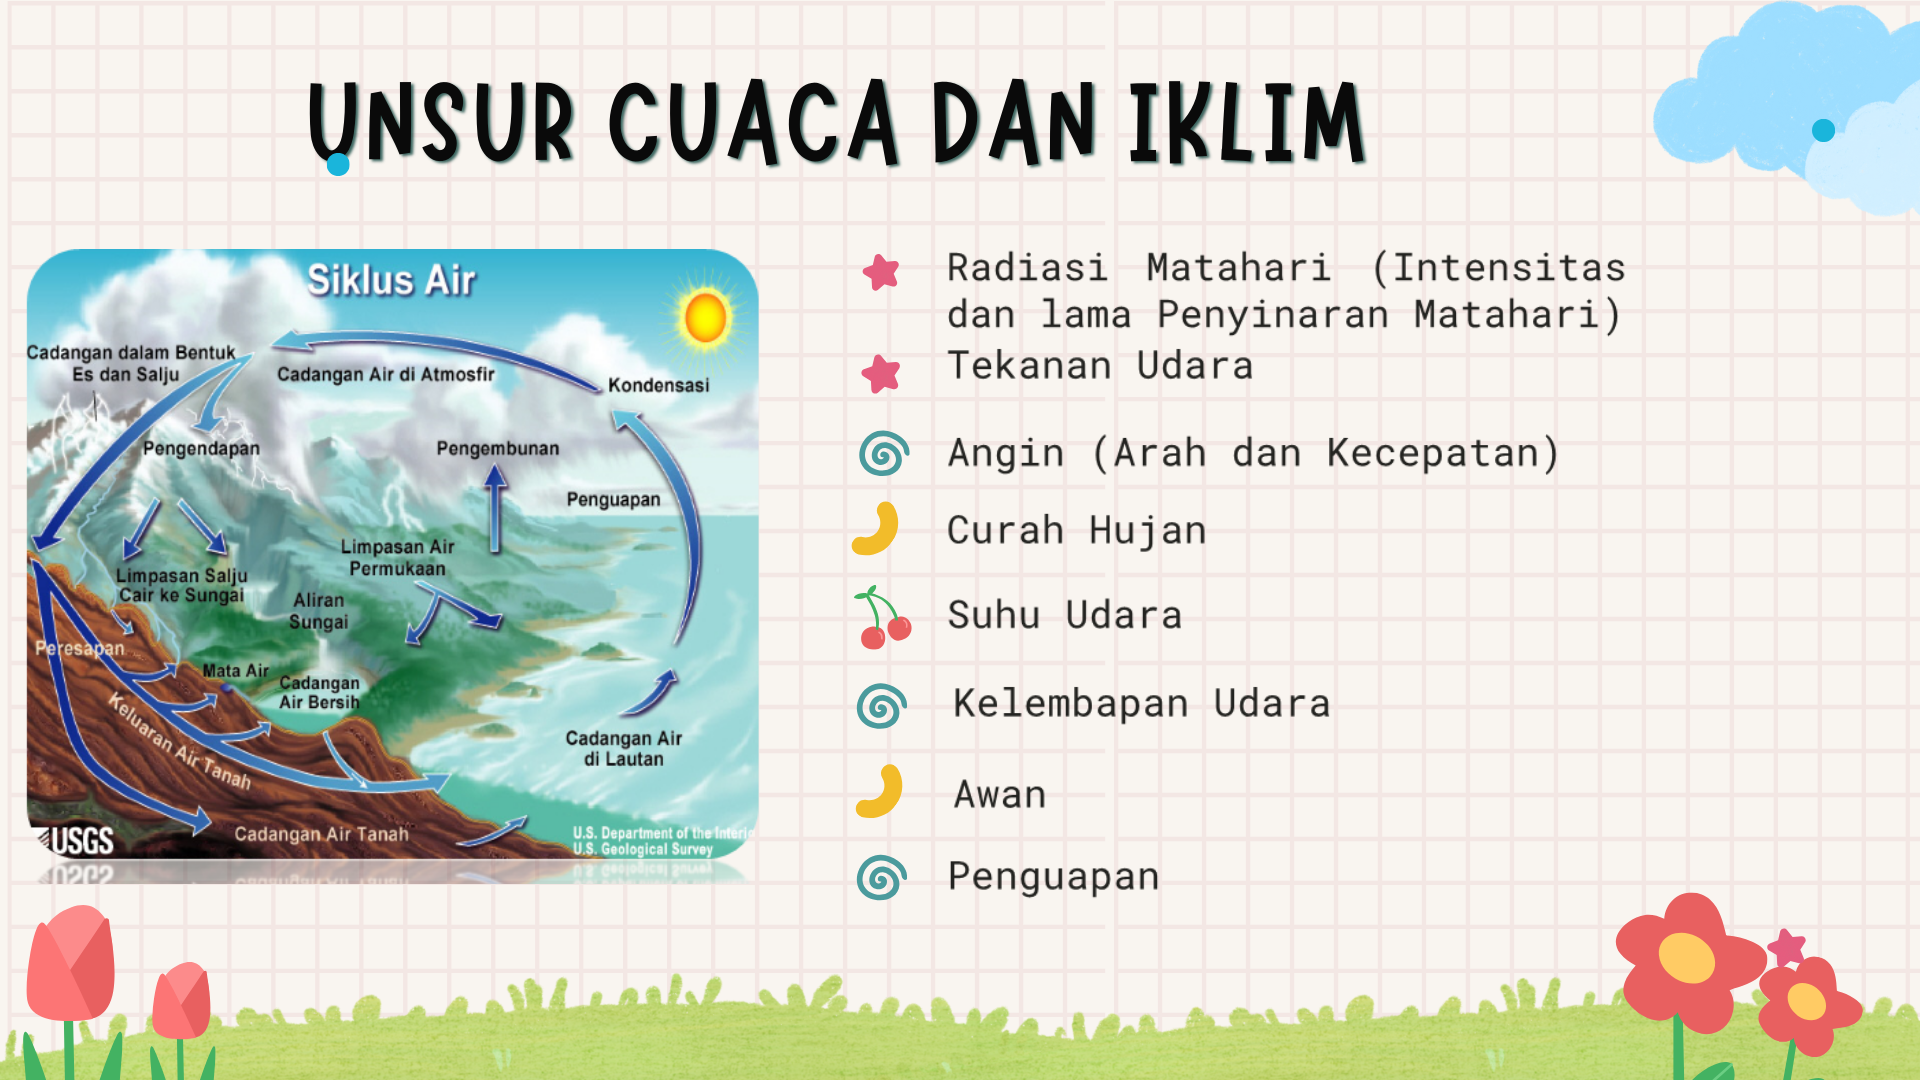 UNSUR CUACA DAN IKLIM
Siklus Air
Cadangan dalam Bentuk
Es dan Salju
Cadangan Air di Atmosfir
Kondensasi
Pengendapan
Pengembunan
Penguapan
Limpasan Air
Permukaan
Limpasan Salju
Cair ke Sungai
Aliran
Sungai
Peresapan
Mata Air
Cadangan
Air Bersih
Keluaran Air Tanah
Cadangan Air
di Lautan
Cadangan Air Tanah
USGS
U.S. Department of the Interio
U.S. Geological Survey
Radiasi Matahari (Intensitas
dan lama Penyinaran Matahari)
Tekanan Udara
Angin (Arah dan Kecepatan)
Curah Hujan
Suhu Udara
Kelembapan Udara
Awan
Penguapan